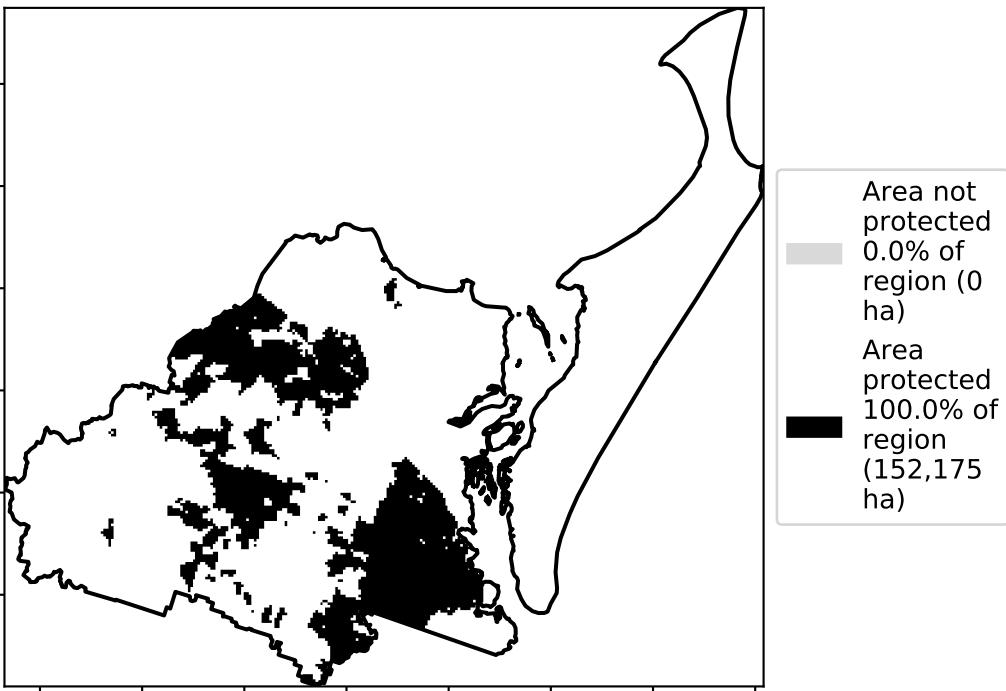 Area not
protected
0.0% of
region (0
ha)
Area
protected
100.0% of
region
(152,175
ha)